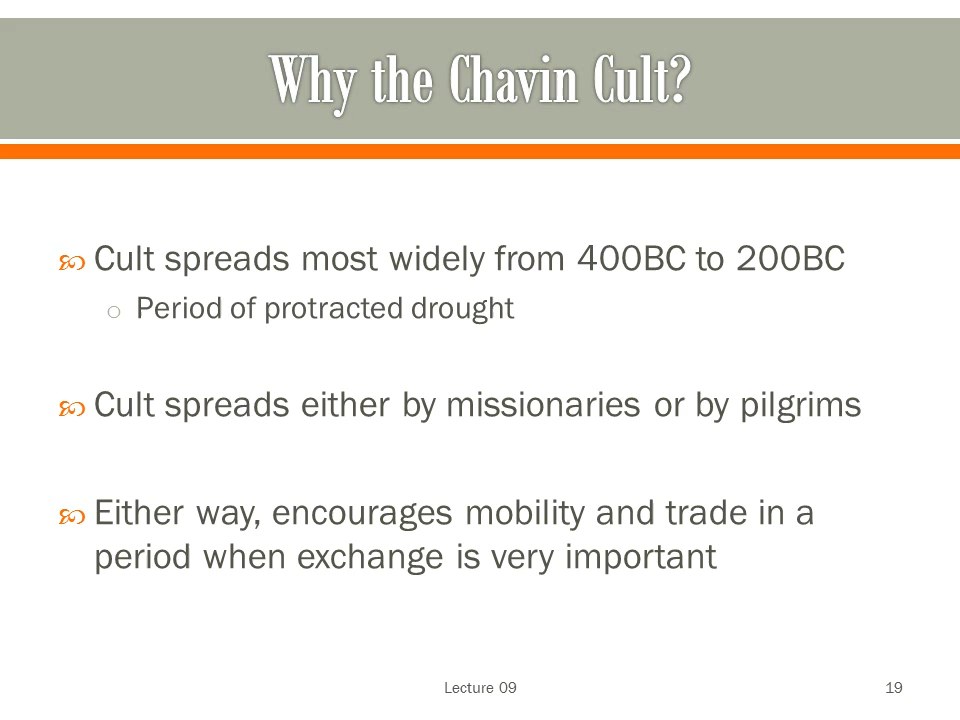 Why the Chavin Cult?
Cult spreads most widely from 400BC to 200BC
Period of protracted drought
Cult spreads either by missionaries or by pilgrims
Either way, encourages mobility and trade in a
period when exchange is very important
Lecture 09
19